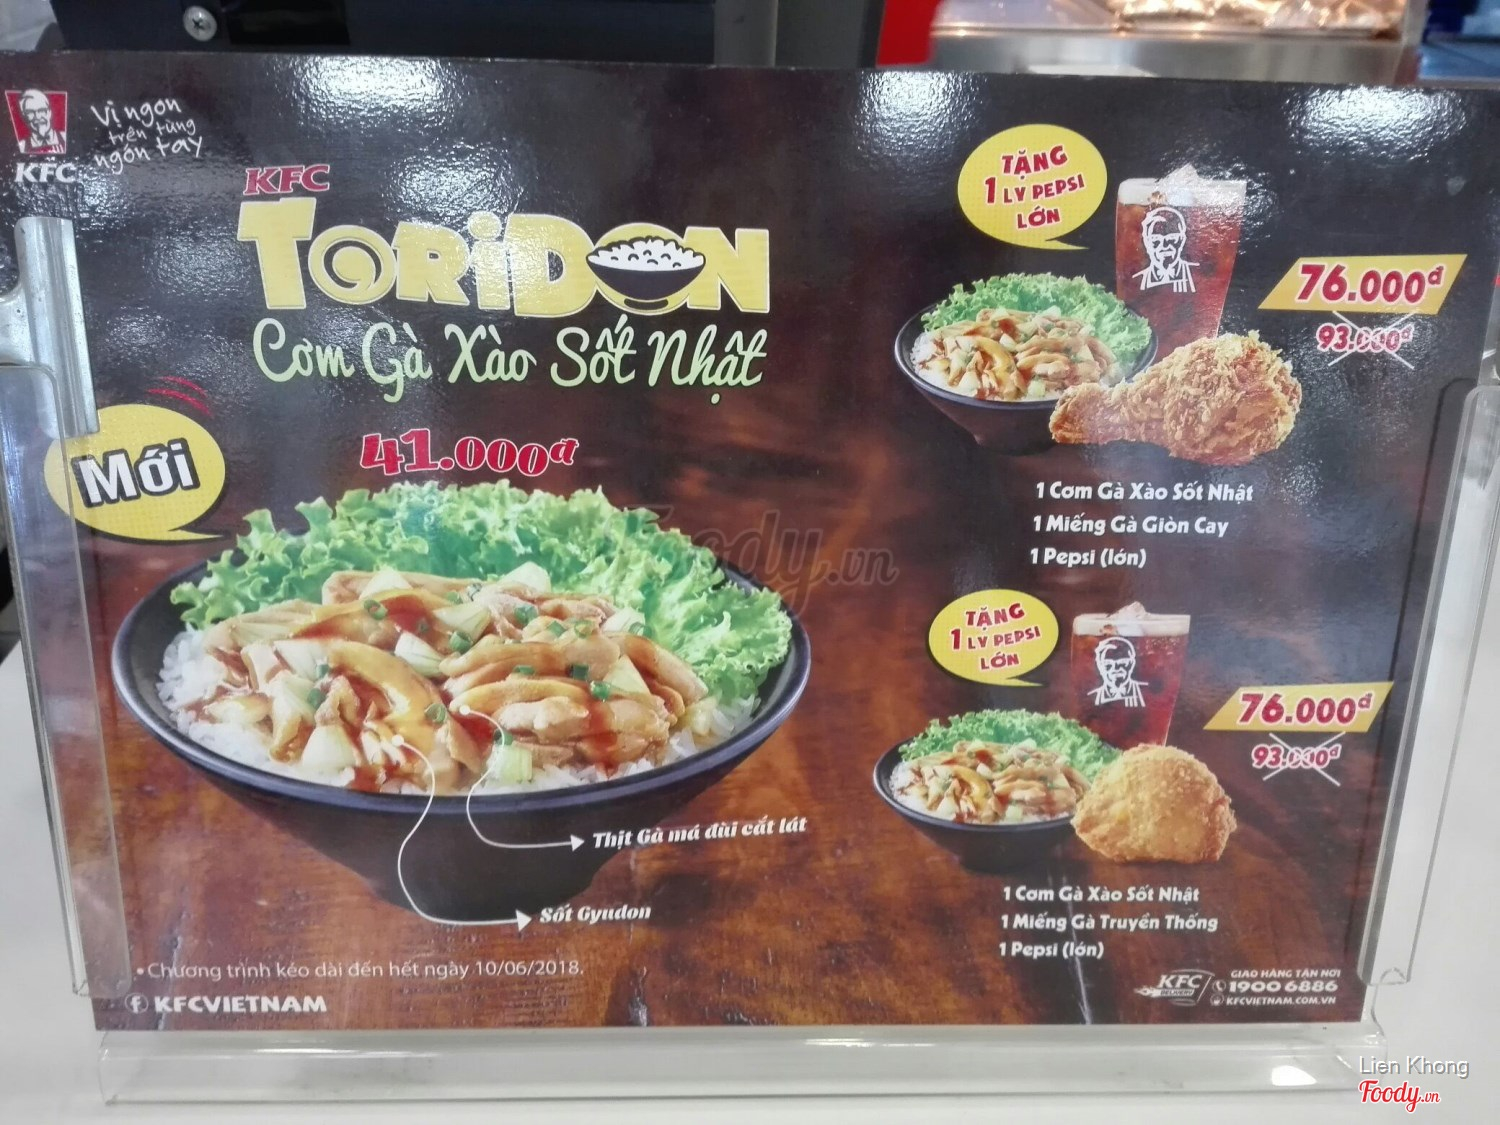 KFC
Vị ngon
trên từng
ngón tay
KFC
TORIDON
Cơm Gà Xào Sốt Nhật
Mới
41.000đ
Thịt Gà má đùi cắt lát
Sốt Gyudon
• Chương trình kéo dài đến hết ngày 10/06/2018.
KFCVIETNAM
TẶNG
1 LY PEPSI
LỚN
76.000đ
93.000đ
1 Cơm Gà Xào Sốt Nhật
1 Miếng Gà Giòn Cay
1 Pepsi (lớn)
TẶNG
1 LY PEPSI
LỚN
76.000đ
93.000đ
1 Cơm Gà Xào Sốt Nhật
1 Miếng Gà Truyền Thống
1 Pepsi (lớn)
KFC
DELIVERY
GIAO HÀNG TẬN NƠI
1900 6886
KFCVIETNAM.COM.VN
Foody.vn
Lien Khong
Foody.vn